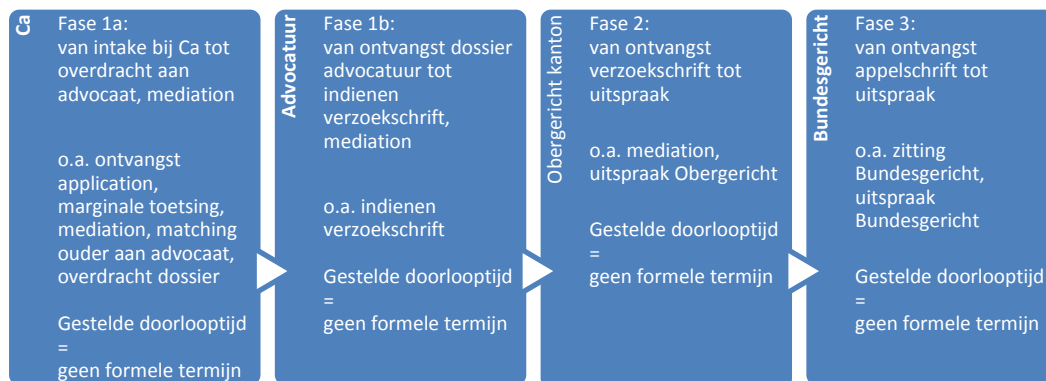 Ca
Fase 1a:
van intake bij Ca tot
overdracht aan
advocaat, mediation
o.a. ontvangst
application,
marginale toetsing,
mediation, matching
ouder aan advocaat,
overdracht dossier
Gestelde doorlooptijd
=
geen formele termijn
Advocatuur
Fase 1b:
van ontvangst dossier
advocatuur tot
indienen
verzoekschrift,
mediation
o.a. indienen
verzoekschrift
Gestelde doorlooptijd
=
geen formele termijn
Obergericht kanton
Fase 2:
van ontvangst
verzoekschrift tot
uitspraak
o.a. mediation,
uitspraak Obergericht
Gestelde doorlooptijd
=
geen formele termijn
Bundesgericht
Fase 3:
van ontvangst
appelschrift tot
uitspraak
o.a. zitting
Bundesgericht,
uitspraak
Bundesgericht
Gestelde doorlooptijd
=
geen formele termijn